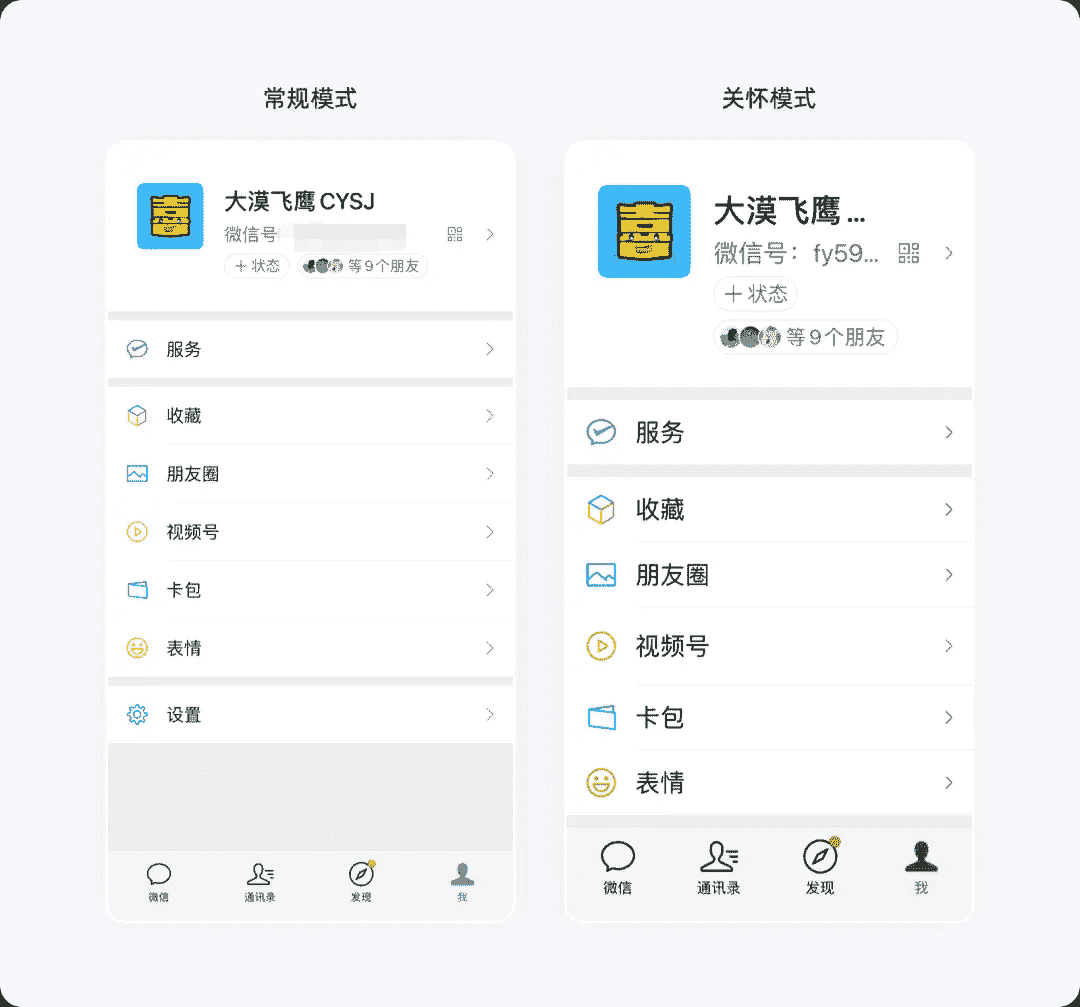 常规模式
大漠飞鹰 CYSJ
微信号
+ 状态 等9个朋友
服务
收藏
朋友圈
视频号
卡包
表情
设置
微信 通讯录 发现 我
关怀模式
大漠飞鹰...
微信号: fy59...
+ 状态
等9个朋友
服务
收藏
朋友圈
视频号
卡包
表情
微信 通讯录 发现 我